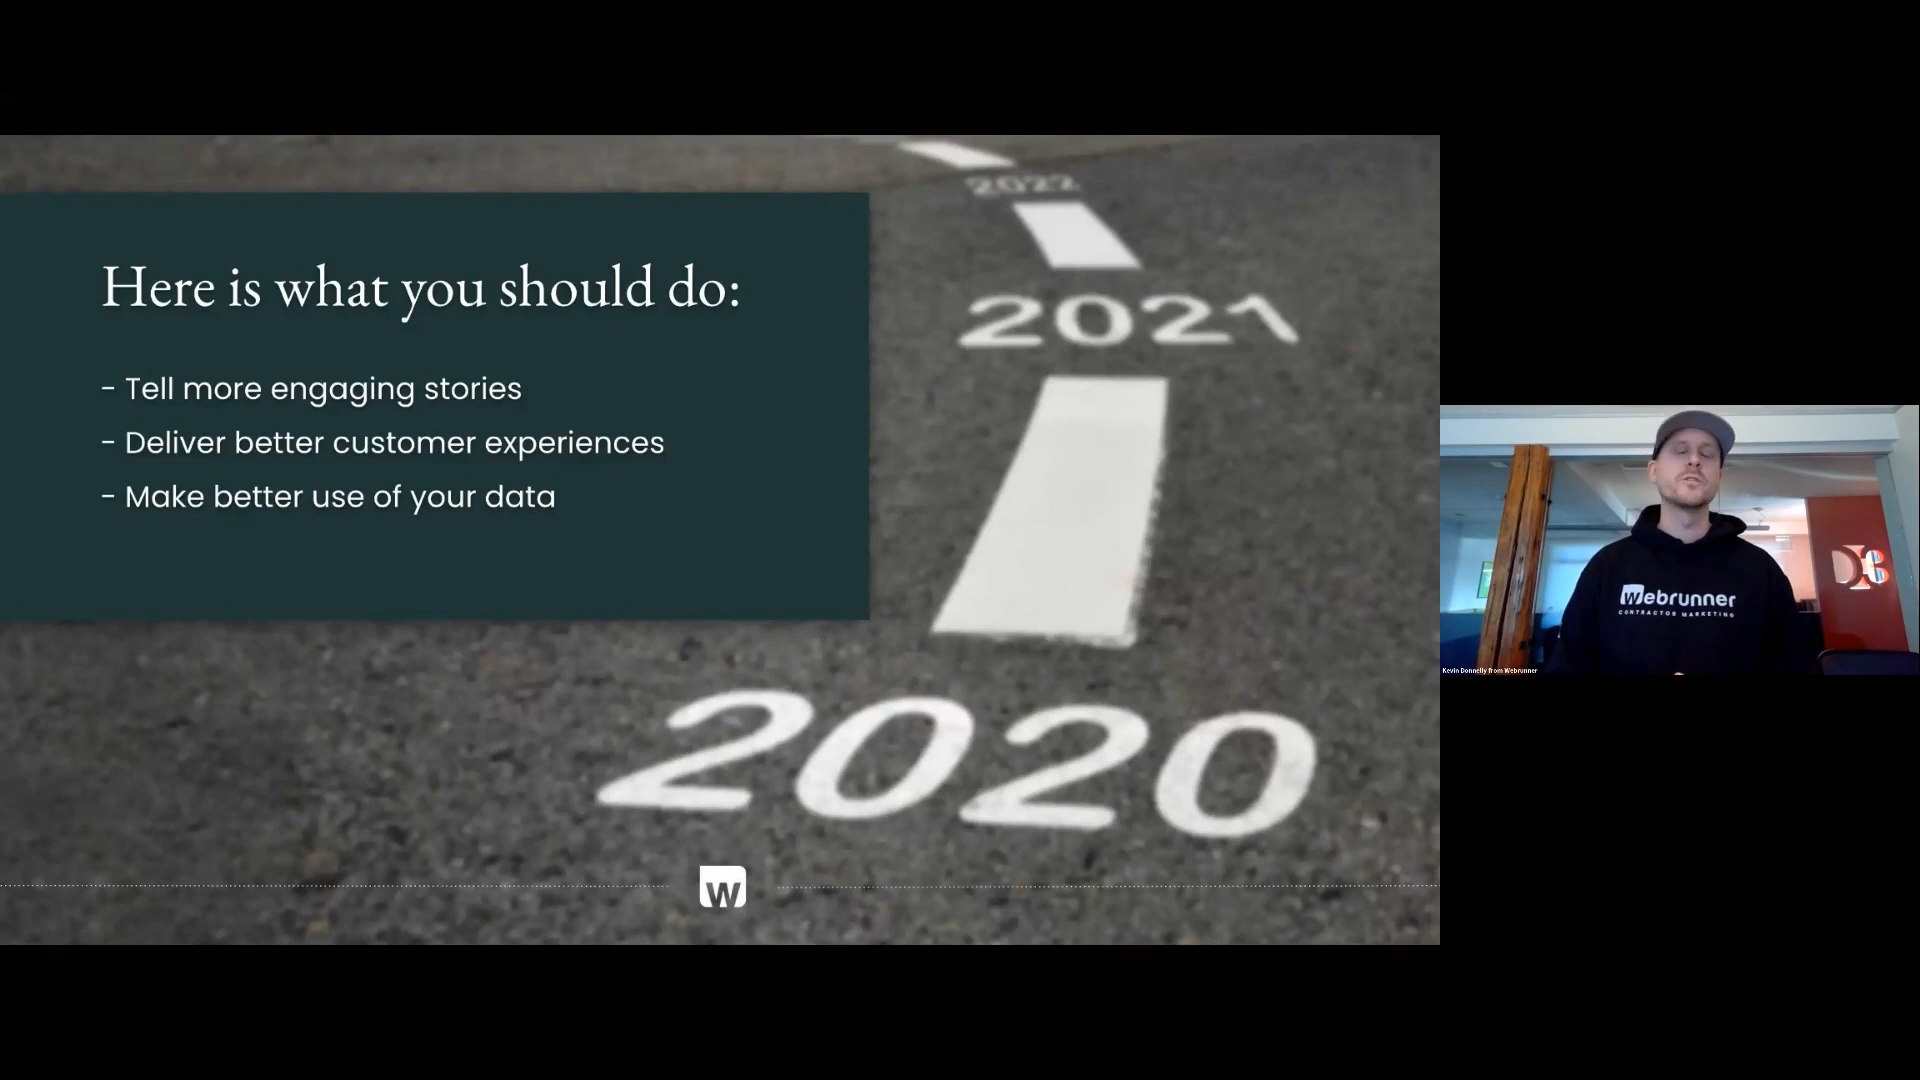 2022
Here is what you should do:
2021
- Tell more engaging stories
- Deliver better customer experiences
- Make better use of your data
2020
W
Webrunner
CONTRACTOR MARKETING
Kevin Donnelly from Webrunner